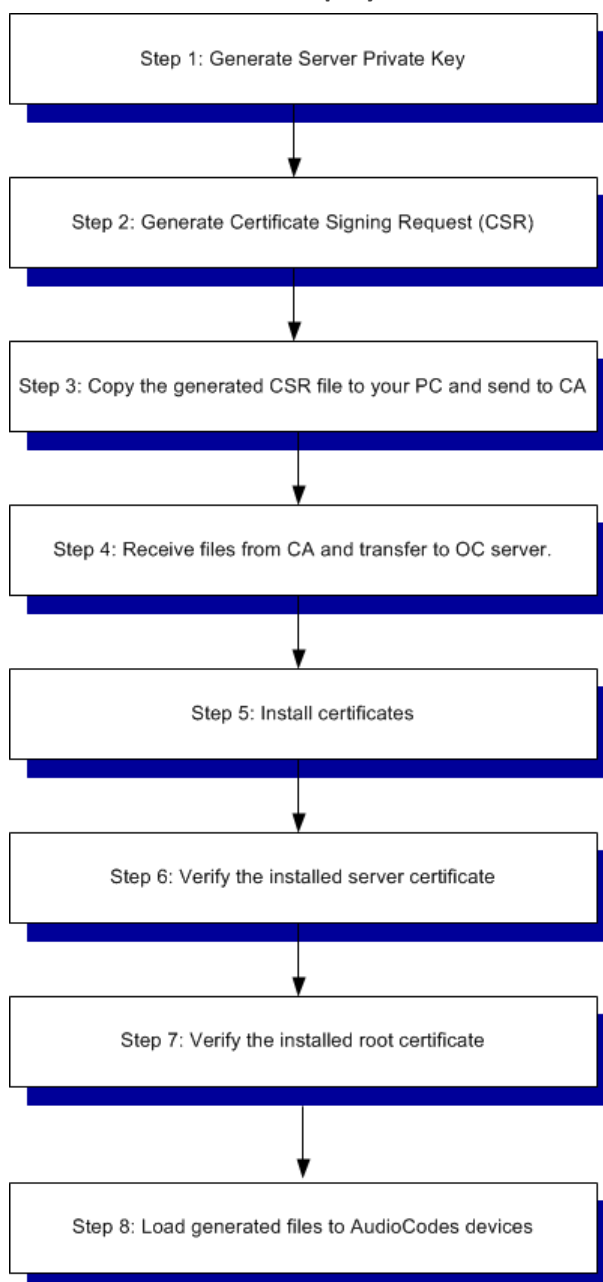 Step 1: Generate Server Private Key
Step 2: Generate Certificate Signing Request (CSR)
Step 3: Copy the generated CSR file to your PC and send to CA
Step 4: Receive files from CA and transfer to OC server.
Step 5: Install certificates
Step 6: Verify the installed server certificate
Step 7: Verify the installed root certificate
Step 8: Load generated files to AudioCodes devices